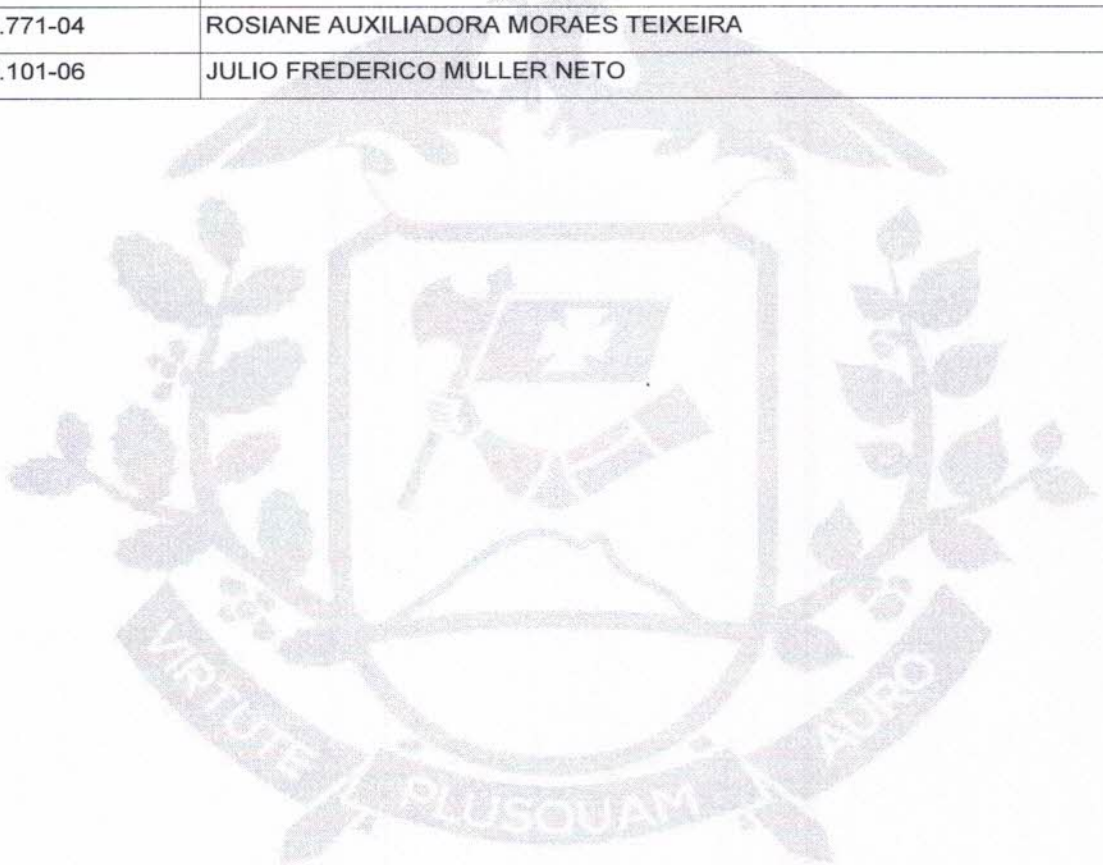 .771-04 ROSIANE AUXILIADORA MORAES TEIXEIRA
.101-06 JULIO FREDERICO MULLER NETO
VIRTUTE PLUSQUAM AURO